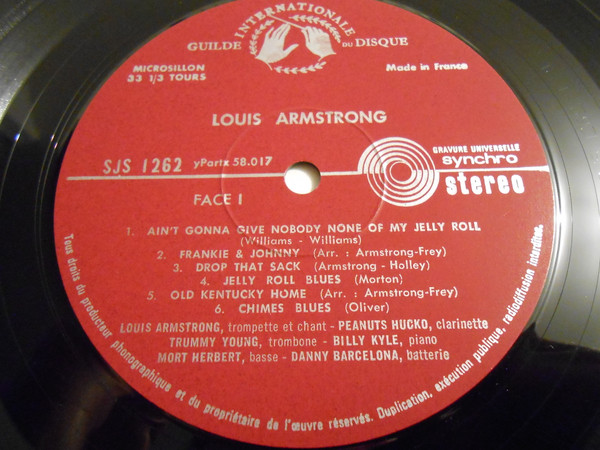 GUILDE INTERNATIONALE DU DISQUE
MICROSILLON
33 1/3 TOURS
Made in France
LOUIS ARMSTRONG
SJS 1262 yPartx 58.017
GRAVURE UNIVERSELLE
synchro
stereo
FACE I
1. AIN'T GONNA GIVE NOBODY NONE OF MY JELLY ROLL
(Williams - Williams)
2. FRANKIE & JOHNNY (Arr. : Armstrong-Frey)
3. DROP THAT SACK (Armstrong - Holley)
4. JELLY ROLL BLUES (Morton)
5. OLD KENTUCKY HOME (Arr. : Armstrong-Frey)
6. CHIMES BLUES (Oliver)
LOUIS ARMSTRONG, trompette et chant - PEANUTS HUCKO, clarinette
TRUMMY YOUNG, trombone - BILLY KYLE, piano
MORT HERBERT, basse - DANNY BARCELONA, batterie
Tous droits du producteur phonographique et du propriétaire de l'œuvre réservés. Duplication, exécution publique, radiodiffusion interdites.